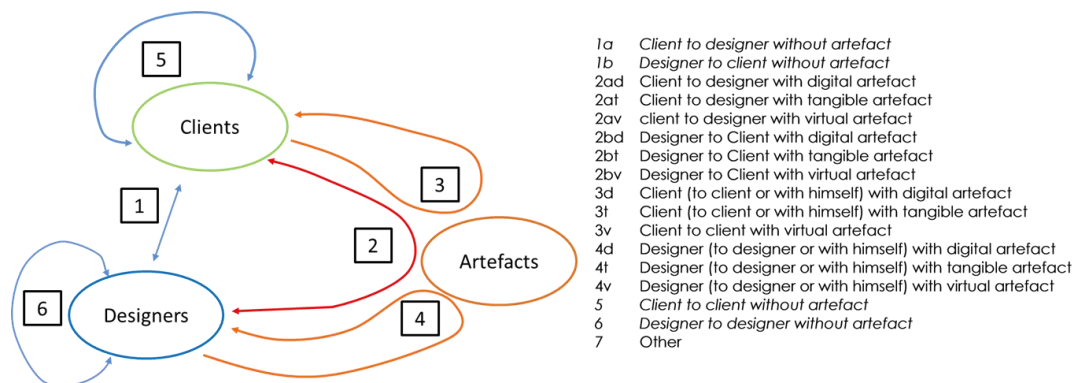 5
Clients
3
1
2
Artefacts
6
Designers
4
1a Client to designer without artefact
1b Designer to client without artefact
2ad Client to designer with digital artefact
2at Client to designer with tangible artefact
2av client to designer with virtual artefact
2bd Designer to Client with digital artefact
2bt Designer to Client with tangible artefact
2bv Designer to Client with virtual artefact
3d Client (to client or with himself) with digital artefact
3t Client (to client or with himself) with tangible artefact
3v Client to client with virtual artefact
4d Designer (to designer or with himself) with digital artefact
4t Designer (to designer or with himself) with tangible artefact
4v Designer (to designer or with himself) with virtual artefact
5 Client to client without artefact
6 Designer to designer without artefact
7 Other